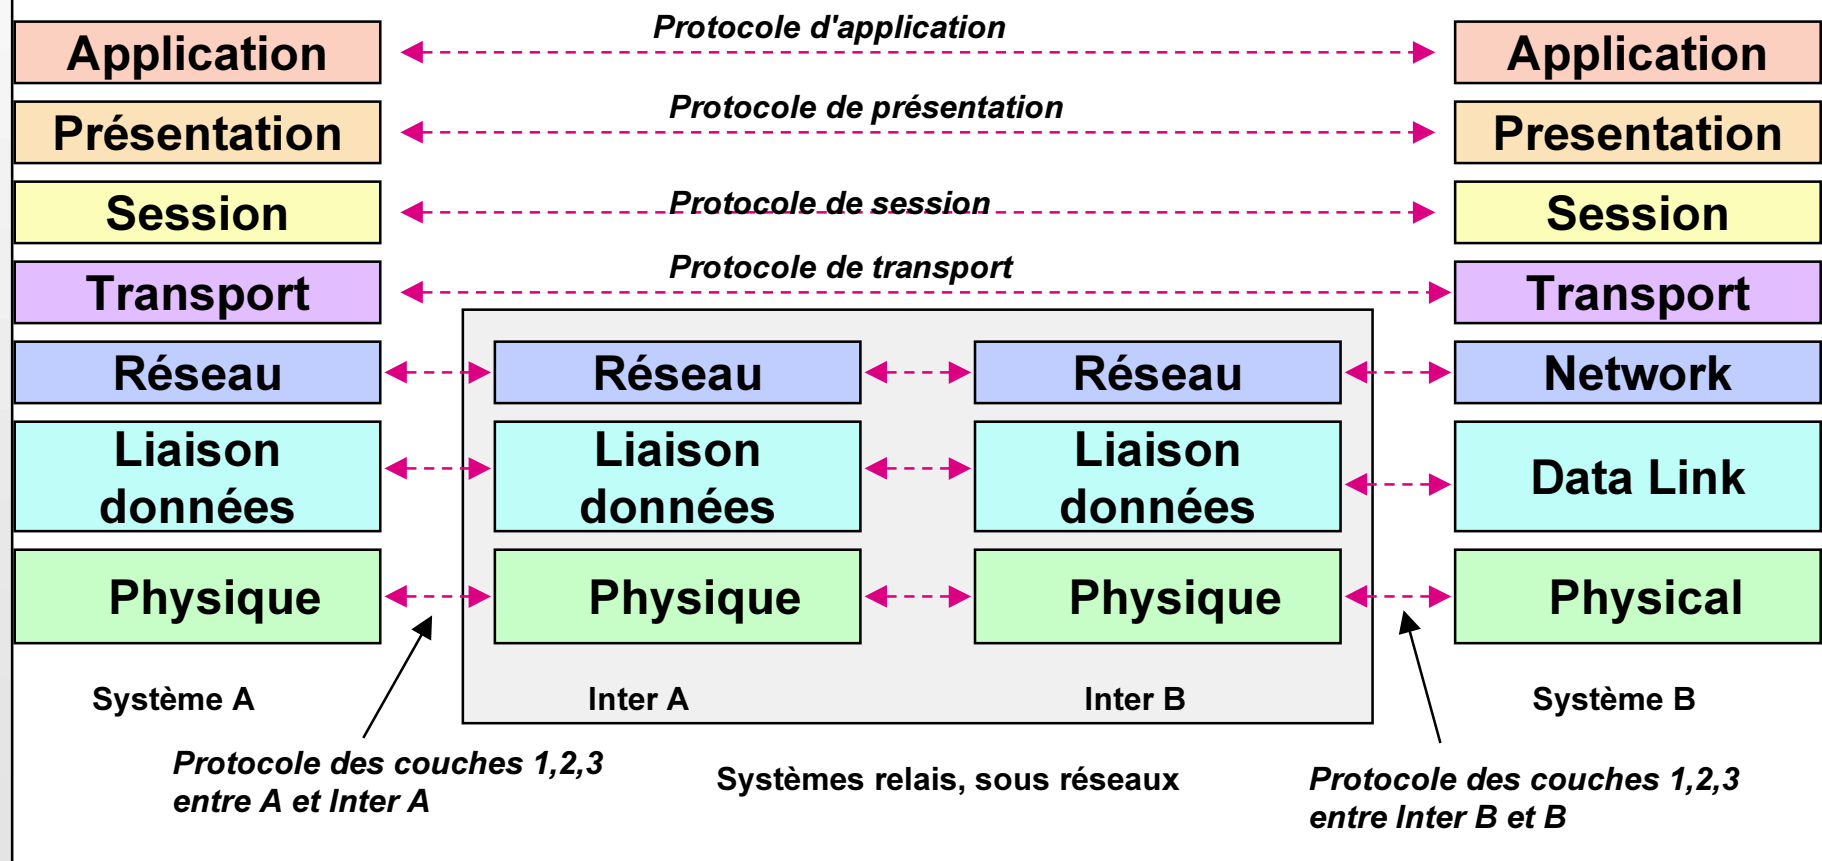 Protocole d'application
Application
Application
Protocole de présentation
Présentation
Presentation
Protocole de session
Session
Session
Protocole de transport
Transport
Transport
Réseau
Réseau
Réseau
Network
Liaison
données
Liaison
données
Liaison
données
Data Link
Physique
Physique
Physique
Physical
Système A
Inter A
Inter B
Système B
Protocole des couches 1,2,3
entre A et Inter A
Systèmes relais, sous réseaux
Protocole des couches 1,2,3
entre Inter B et B